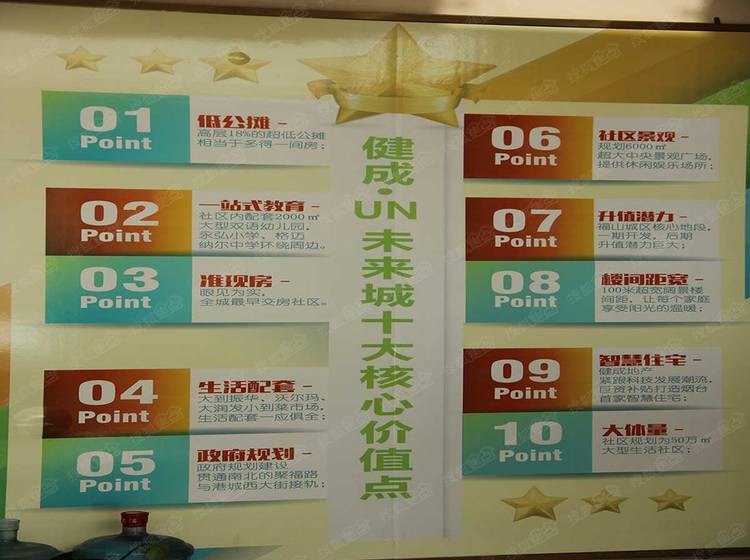 健成·UN未来城十大核心价值点
01
Point
低公摊 -
高层18%的超低公摊
相当于多得一间房；
02
Point
一站式教育 -
社区内配套2000㎡
大型双语幼儿园，
永弘小学、格迈
纳尔中学环绕周边。
03
Point
准现房 -
眼见为实，
全城最早交房社区。
04
Point
生活配套 -
大到振华、沃尔玛、
大润发小到菜市场，
生活配套一应俱全；
05
Point
政府规划 -
政府规划建设
贯通南北的聚福路
与港城西大街接轨；
06
Point
社区景观 -
规划6000㎡
超大中央景观广场，
提供休闲娱乐场所；
07
Point
升值潜力 -
福山城区核心地段，
一期开发，后期
升值潜力巨大；
08
Point
楼间距宽 -
100米超宽阔景楼
间距，让每个家庭
享受阳光的温暖；
09
Point
智慧住宅 -
健成地产
紧跟科技发展潮流，
巨资补贴打造烟台
首家智慧住宅；
10
Point
大体量 -
社区规划为50万㎡
大型生活社区；